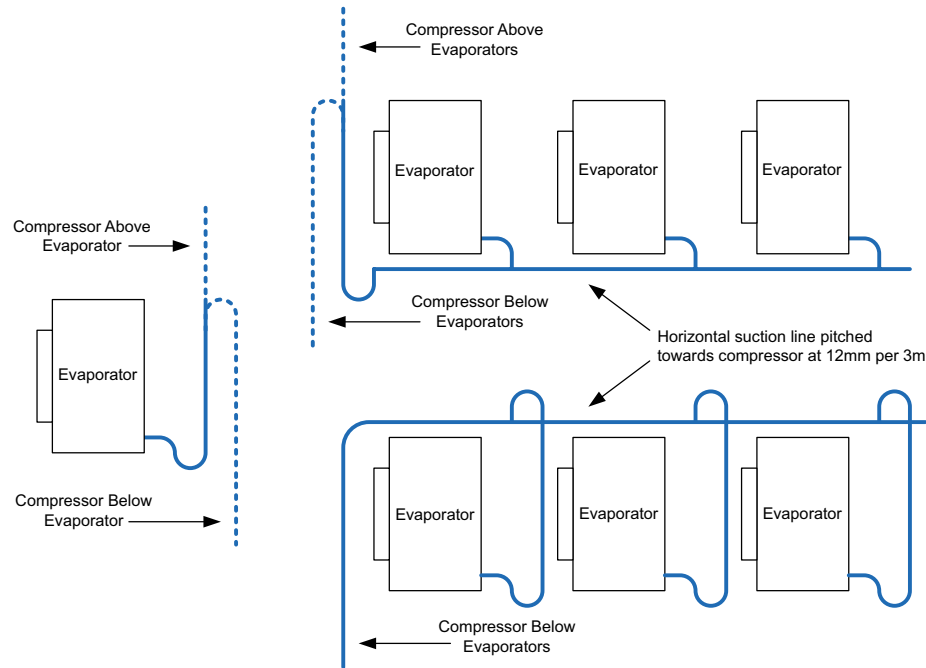 Compressor Above
Evaporators
Evaporator
Evaporator
Evaporator
Compressor Above
Evaporator
Compressor Below
Evaporators
Horizontal suction line pitched
towards compressor at 12mm per 3m
Evaporator
Compressor Below
Evaporator
Evaporator
Evaporator
Evaporator
Compressor Below
Evaporators